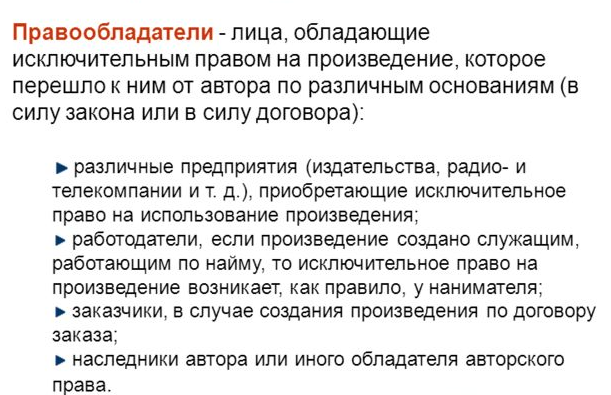 Правообладатели - лица, обладающие
исключительным правом на произведение, которое
перешло к ним от автора по различным основаниям (в
силу закона или в силу договора):
различные предприятия (издательства, радио- и
телекомпании и т. д.), приобретающие исключительное
право на использование произведения;
работодатели, если произведение создано служащим,
работающим по найму, то исключительное право на
произведение возникает, как правило, у нанимателя;
заказчики, в случае создания произведения по договору
заказа;
наследники автора или иного обладателя авторского
права.